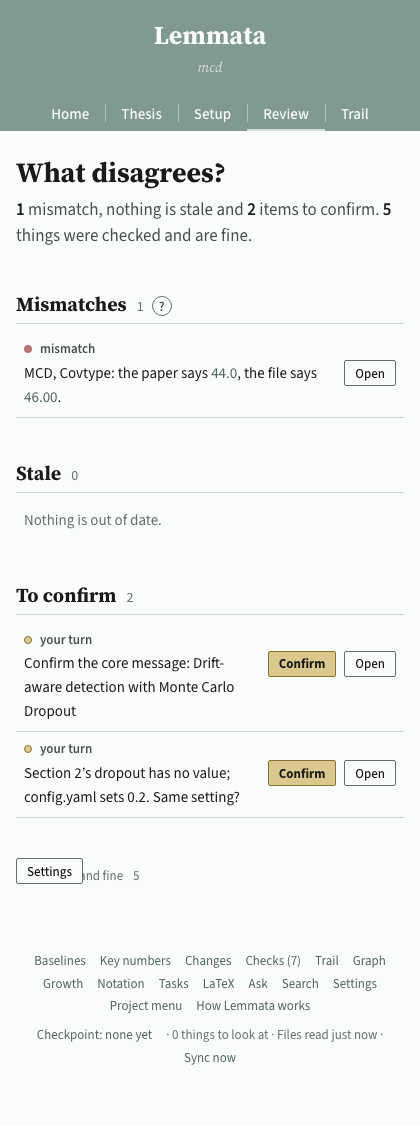 Lemmata
mcd
Home Thesis Setup Review Trail
What disagrees?
1 mismatch, nothing is stale and 2 items to confirm. 5
things were checked and are fine.
Mismatches 1 ?
mismatch
MCD, Covtype: the paper says 44.0, the file says
46.00.
Open
Stale 0
Nothing is out of date.
To confirm 2
your turn
Confirm the core message: Drift-
aware detection with Monte Carlo
Dropout
Confirm Open
your turn
Section 2’s dropout has no value;
config.yaml sets 0.2. Same setting?
Confirm Open
Settings and fine 5
Baselines Key numbers Changes Checks (7) Trail Graph
Growth Notation Tasks LaTeX Ask Search Settings
Project menu How Lemmata works
Checkpoint: none yet · 0 things to look at · Files read just now ·
Sync now